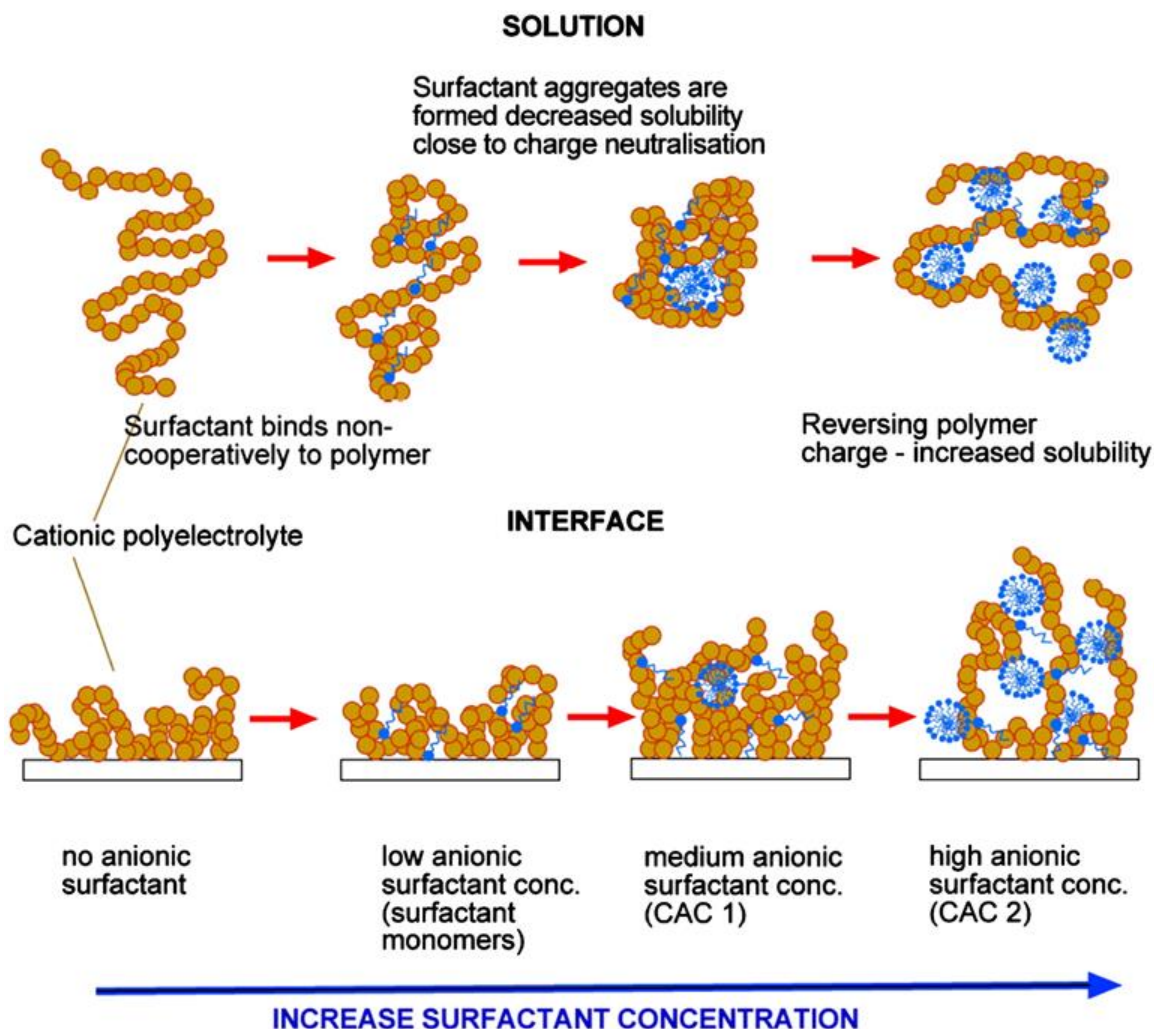 SOLUTION
Surfactant aggregates are
formed decreased solubility
close to charge neutralisation
Surfactant binds non-
cooperatively to polymer
Reversing polymer
charge - increased solubility
Cationic polyelectrolyte
INTERFACE
no anionic
surfactant
low anionic
surfactant conc.
(surfactant
monomers)
medium anionic
surfactant conc.
(CAC 1)
high anionic
surfactant conc.
(CAC 2)
INCREASE SURFACTANT CONCENTRATION